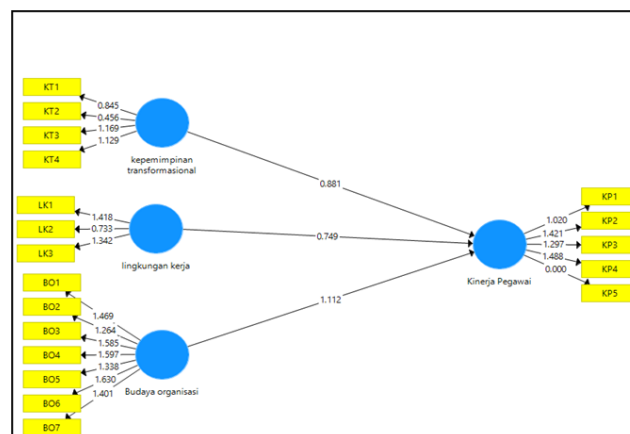 KT1
KT2
KT3
KT4
0.845
0.456
1.169
1.129
kepemimpinan
transformasional
LK1
LK2
LK3
1.418
0.733
1.342
lingkungan kerja
BO1
BO2
BO3
BO4
BO5
BO6
BO7
1.469
1.264
1.585
1.597
1.338
1.630
1.401
Budaya organisasi
0.881
0.749
1.112
Kinerja Pegawai
1.020
1.421
1.297
1.488
0.000
KP1
KP2
KP3
KP4
KP5